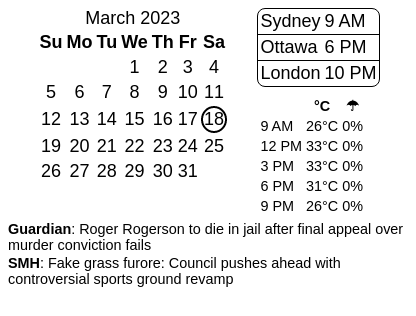 March 2023
Su Mo Tu We Th Fr Sa
1 2 3 4
5 6 7 8 9 10 11
12 13 14 15 16 17 18
19 20 21 22 23 24 25
26 27 28 29 30 31
Sydney 9 AM
Ottawa 6 PM
London 10 PM
°C ☂
9 AM 26°C 0%
12 PM 33°C 0%
3 PM 33°C 0%
6 PM 31°C 0%
9 PM 26°C 0%
Guardian: Roger Rogerson to die in jail after final appeal over
murder conviction fails
SMH: Fake grass furore: Council pushes ahead with
controversial sports ground revamp